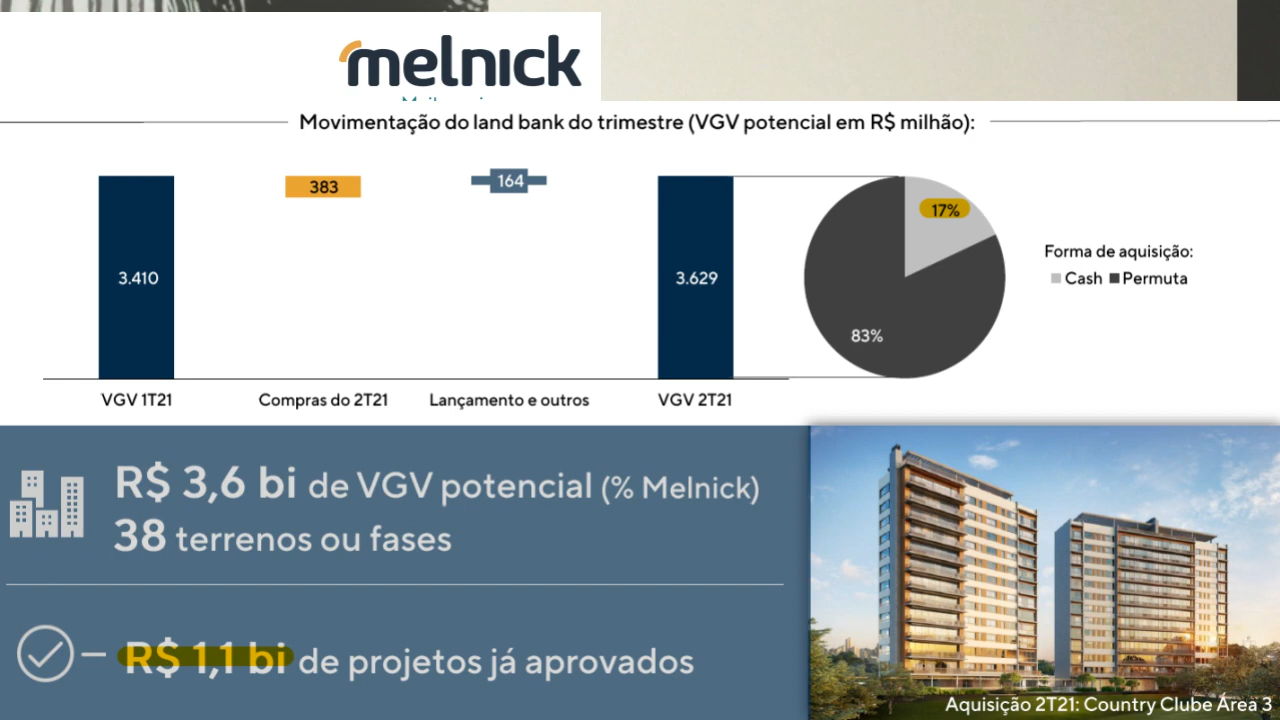 melnick
Movimentação do land bank do trimestre (VGV potencial em R$ milhão):
3.410
383
164
3.629
17%
83%
Forma de aquisição:
Cash Permuta
VGV 1T21
Compras do 2T21
Lançamento e outros
VGV 2T21
R$ 3,6 bi de VGV potencial (% Melnick)
38 terrenos ou fases
R$ 1,1 bi de projetos já aprovados
Aquisição 2T21: Country Clube Área 3